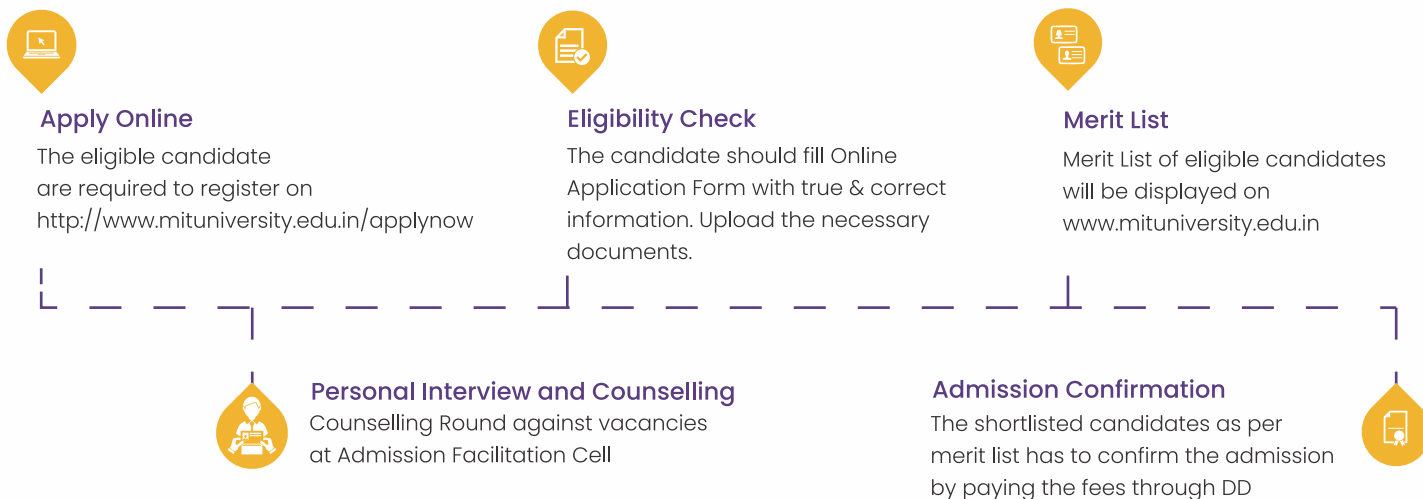 Apply Online
The eligible candidate
are required to register on
http://www.mituniversity.edu.in/applynow
Eligibility Check
The candidate should fill Online
Application Form with true & correct
information. Upload the necessary
documents.
Merit List
Merit List of eligible candidates
will be displayed on
www.mituniversity.edu.in
Personal Interview and Counselling
Counselling Round against vacancies
at Admission Facilitation Cell
Admission Confirmation
The shortlisted candidates as per
merit list has to confirm the admission
by paying the fees through DD